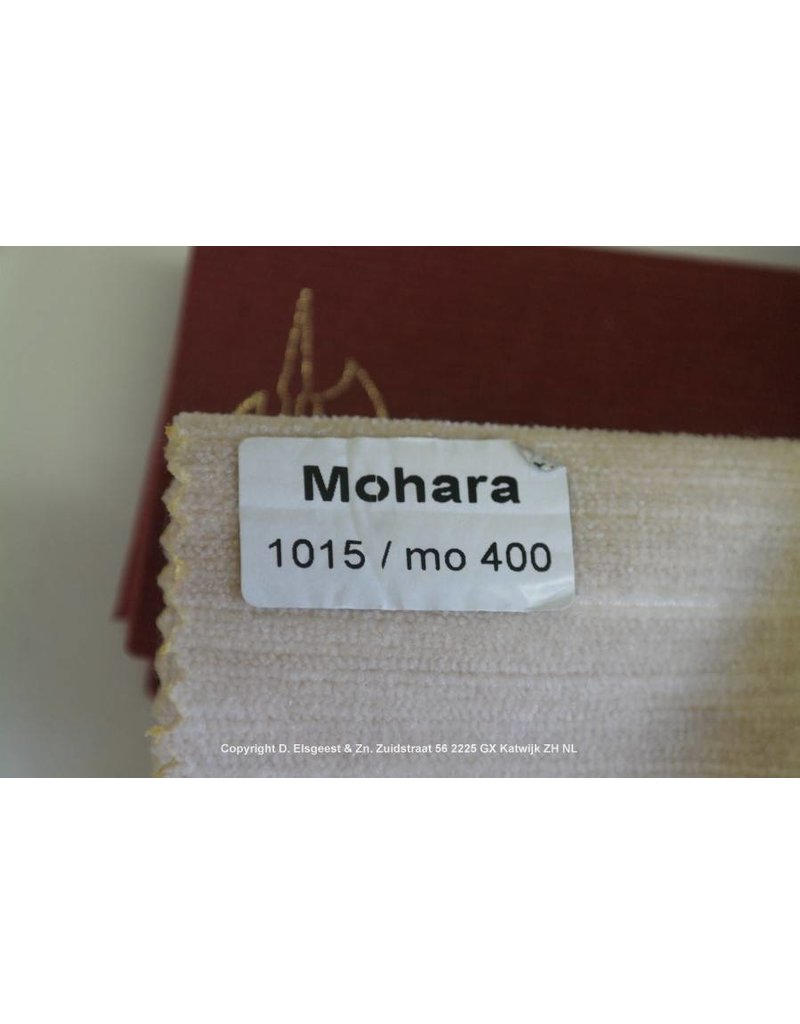 Mohara
1015 / mo 400
Copyright D. Elsgeest & Zn. Zuidstraat 56 2225 GX Katwijk ZH NL